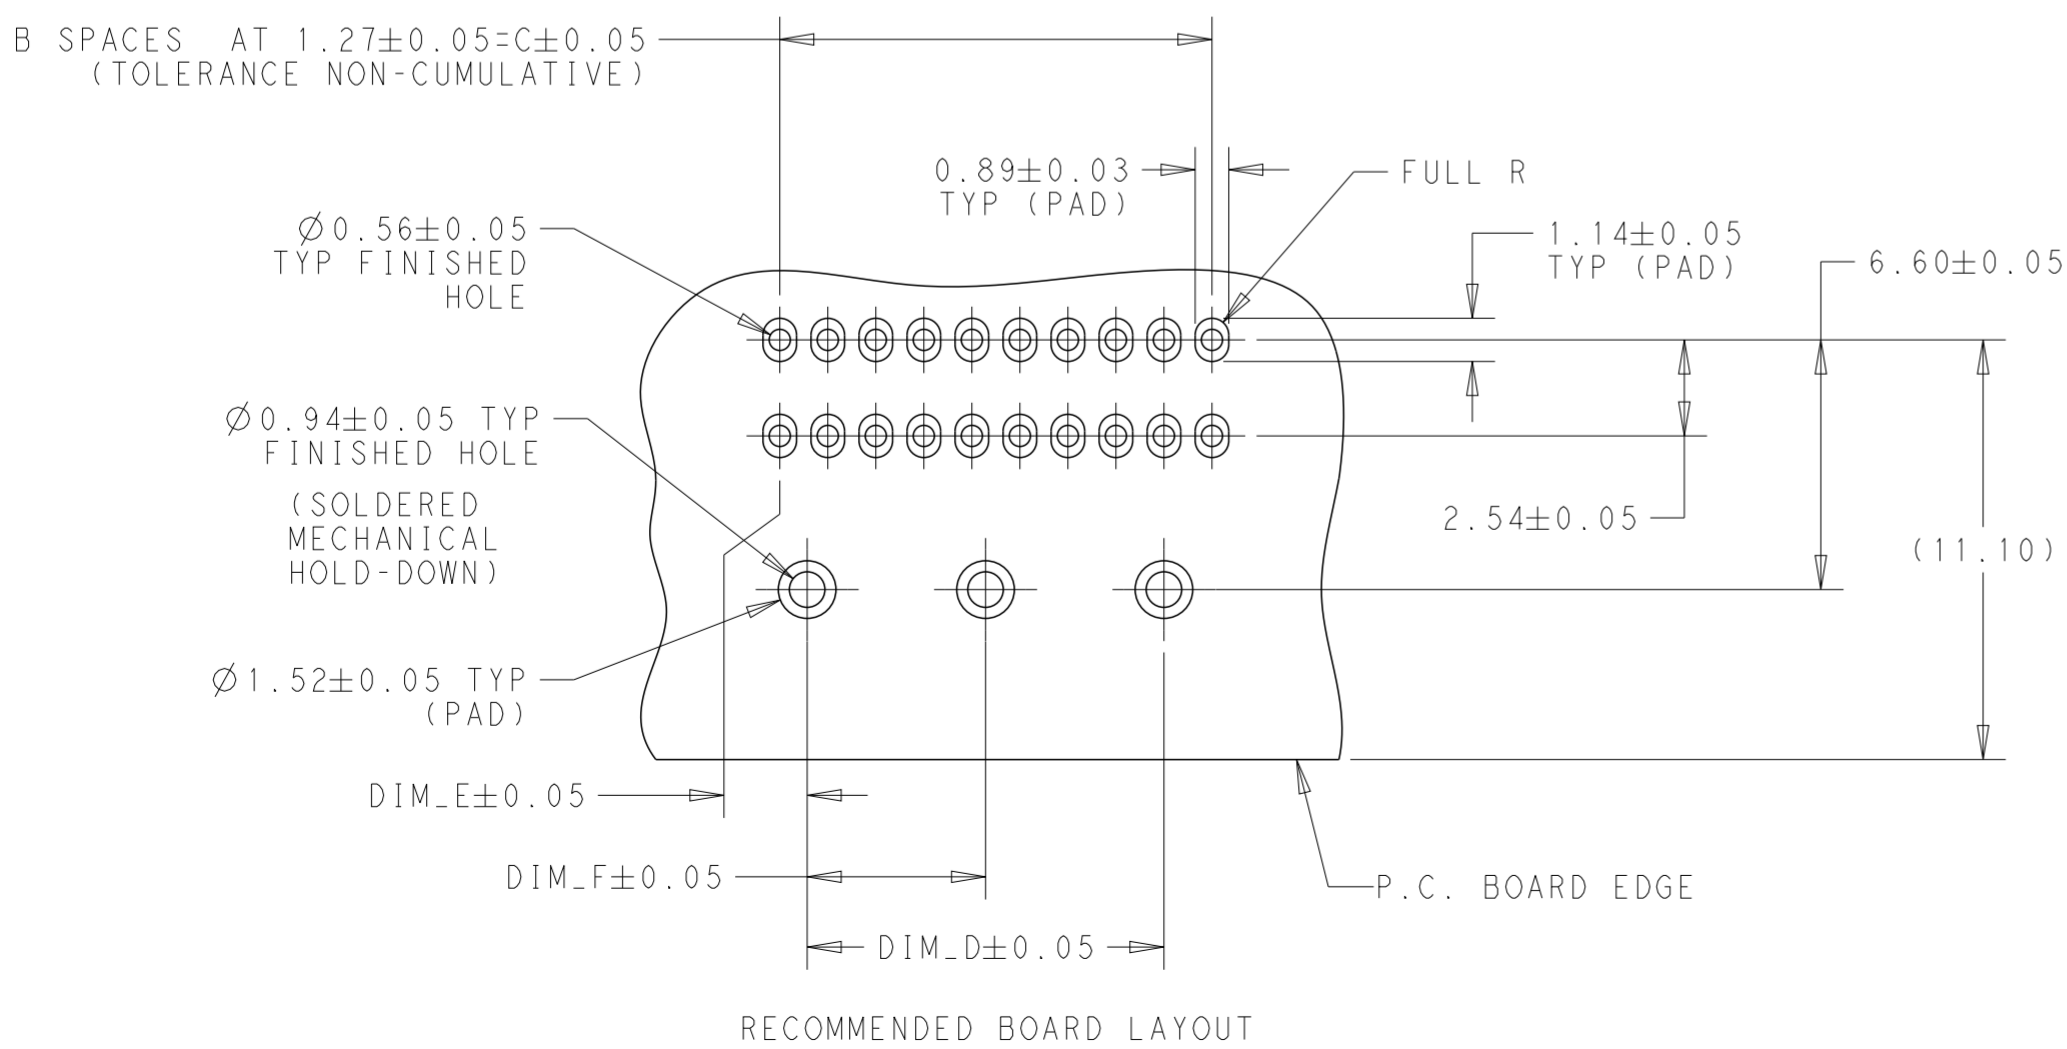 B SPACES AT 1.27±0.05=C±0.05
(TOLERANCE NON-CUMULATIVE)
0.89±0.03
TYP (PAD)
FULL R
Ø0.56±0.05
TYP FINISHED
HOLE
1.14±0.05
TYP (PAD)
6.60±0.05
Ø0.94±0.05 TYP
FINISHED HOLE
(SOLDERED
MECHANICAL
HOLD-DOWN)
2.54±0.05
(11.10)
Ø1.52±0.05 TYP
(PAD)
DIM_E±0.05
DIM_F±0.05
P.C. BOARD EDGE
DIM_D±0.05
RECOMMENDED BOARD LAYOUT